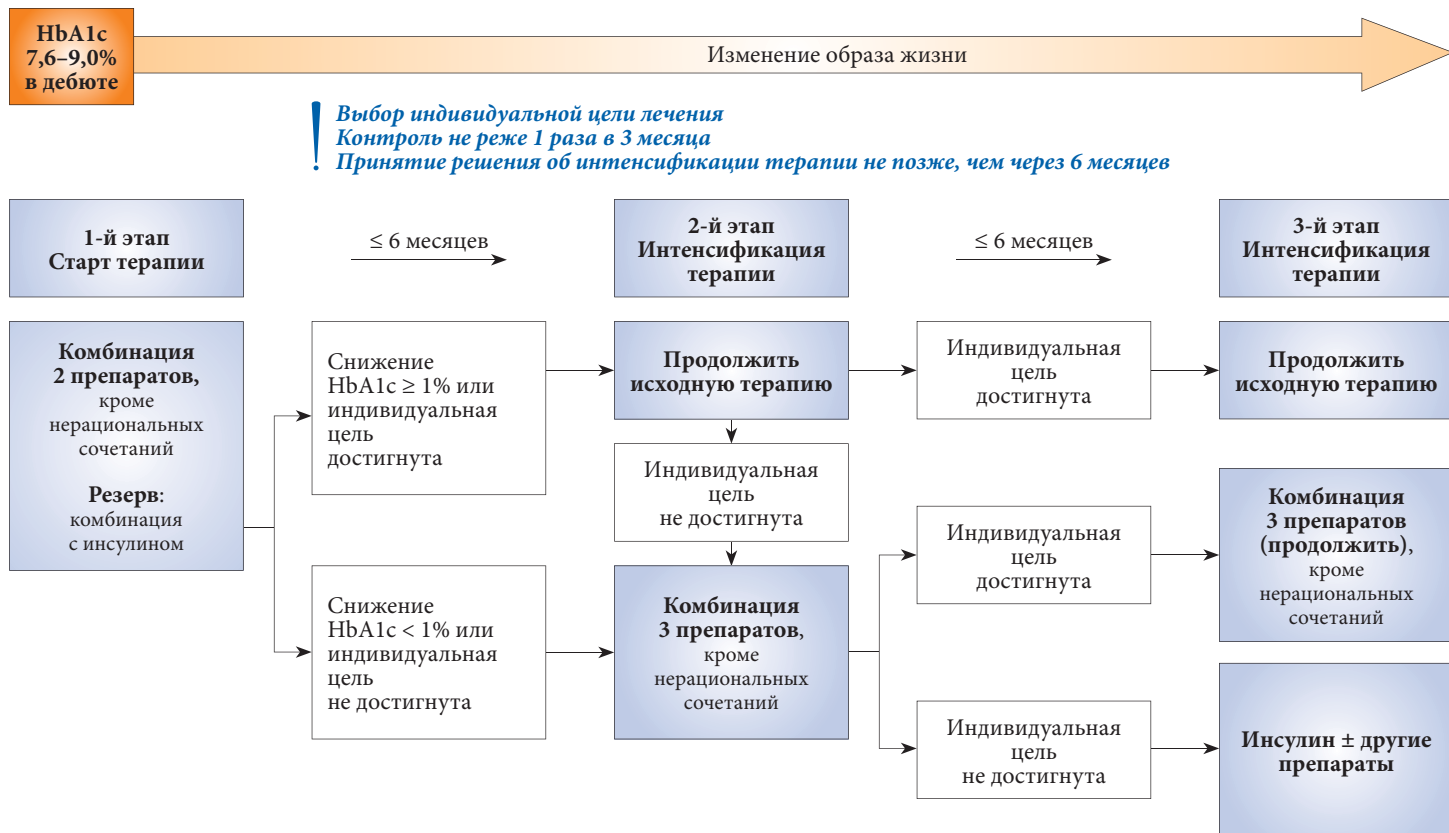 HbA1c
7,6–9,0%
в дебюте
Изменение образа жизни
! Выбор индивидуальной цели лечения
Контроль не реже 1 раза в 3 месяца
Принятие решения об интенсификации терапии не позже, чем через 6 месяцев
1-й этап
Старт терапии
≤ 6 месяцев
2-й этап
Интенсификация
терапии
≤ 6 месяцев
3-й этап
Интенсификация
терапии
Комбинация
2 препаратов,
кроме
нерациональных
сочетаний
Резерв:
комбинация
с инсулином
Снижение
HbA1c ≥ 1% или
индивидуальная
цель
достигнута
Продолжить
исходную терапию
Индивидуальная
цель
достигнута
Продолжить
исходную терапию
Индивидуальная
цель
не достигнута
Снижение
HbA1c < 1% или
индивидуальная
цель
не достигнута
Комбинация
3 препаратов,
кроме
нерациональных
сочетаний
Индивидуальная
цель
достигнута
Комбинация
3 препаратов
(продолжить),
кроме
нерациональных
сочетаний
Индивидуальная
цель
не достигнута
Инсулин ± другие
препараты